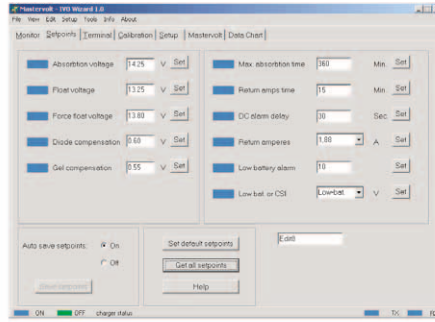 Mastervolt - IVO Wizard 1.0
File View Edit Setup Tools Info About
Monitor Setpoints Terminal Calibration Setup Mastervolt Data Chart
Absorbtion voltage 14.25 V Set
Float voltage 13.25 V Set
Force float voltage 13.80 V Set
Diode compensation 0.60 V Set
Gel compensation 0.55 V Set
Max. absorbtion time 360 Min. Set
Return amps time 15 Min. Set
DC alarm delay 30 Sec Set
Return amperes 1,80 A Set
Low battery alarm 10 Set
Low bat. or CSI Low-bat. V Set
Auto save setpoints: On
Off
Set default setpoints
Get all setpoints
Help
Edit8
ON OFF charger status TX